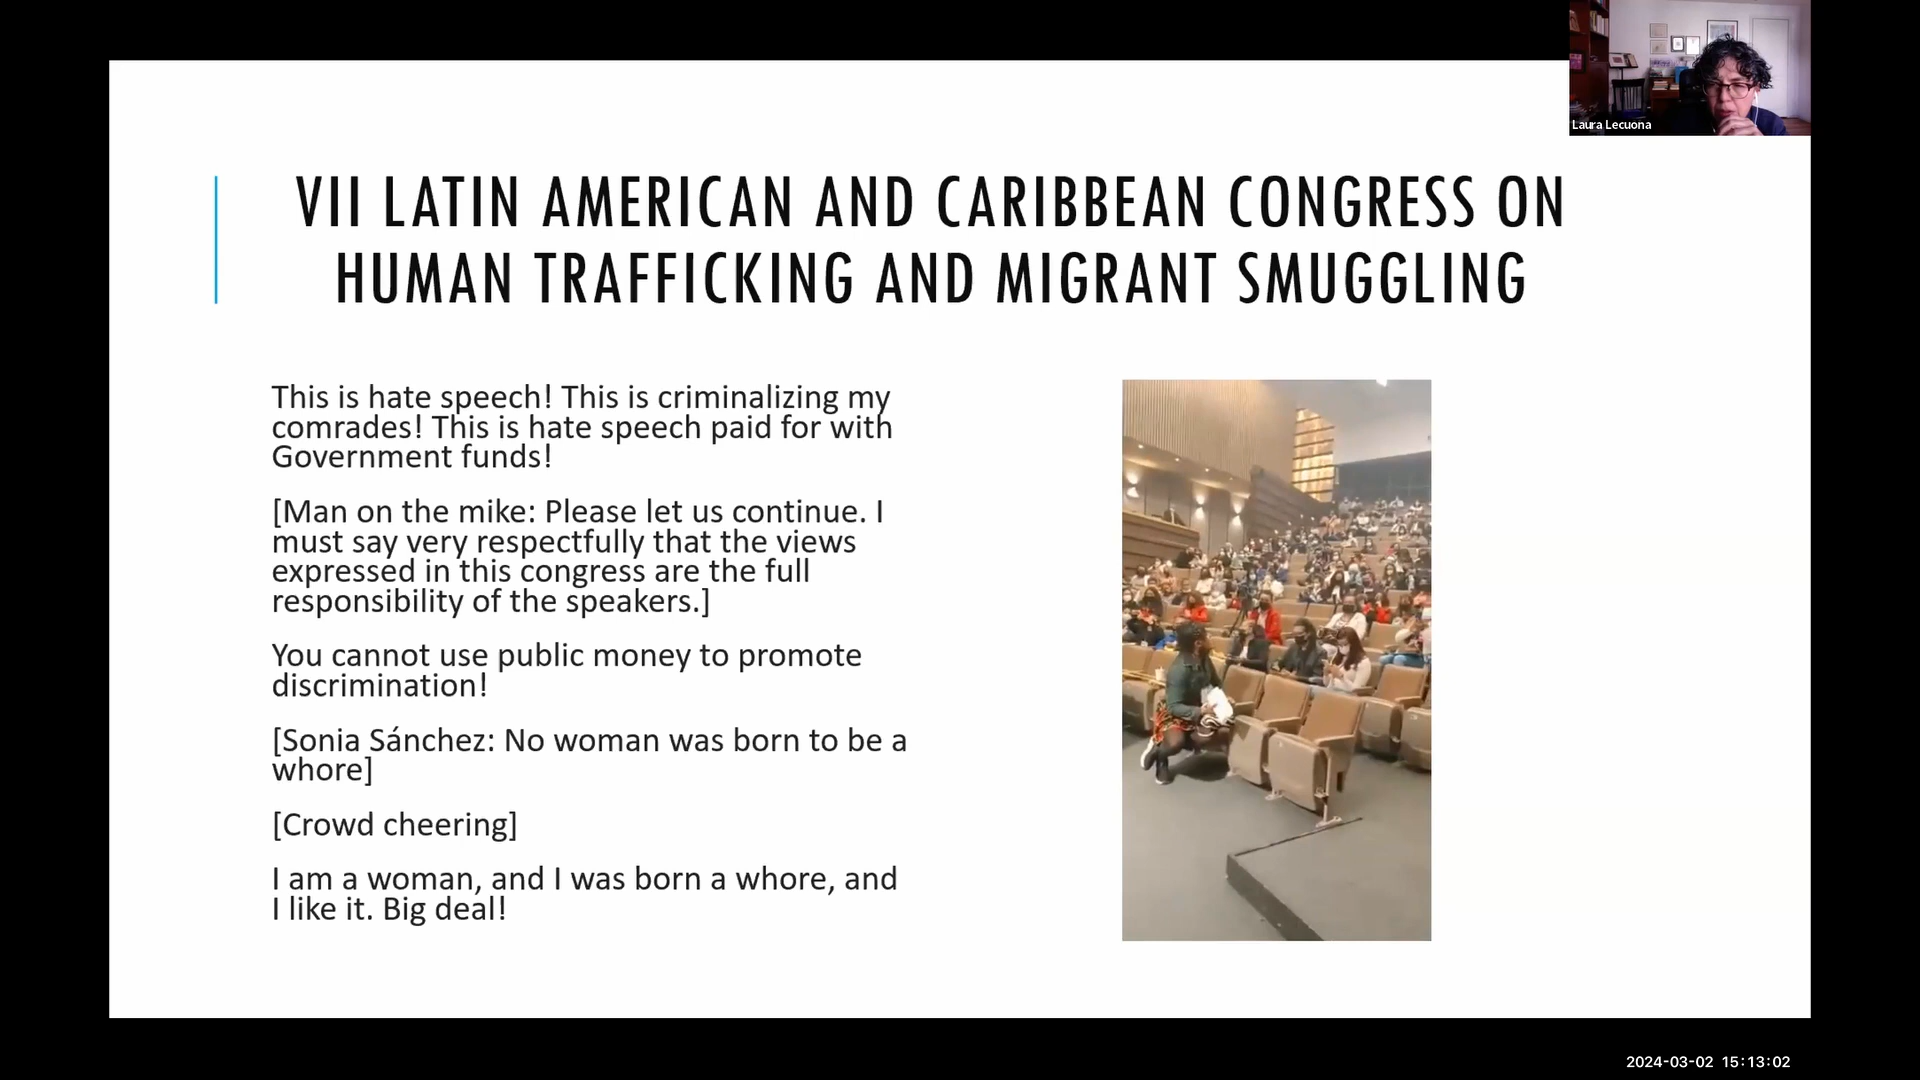 Laura Lecuona
VII LATIN AMERICAN AND CARIBBEAN CONGRESS ON
HUMAN TRAFFICKING AND MIGRANT SMUGGLING
This is hate speech! This is criminalizing my
comrades! This is hate speech paid for with
Government funds!
[Man on the mike: Please let us continue. I
must say very respectfully that the views
expressed in this congress are the full
responsibility of the speakers.]
You cannot use public money to promote
discrimination!
[Sonia Sánchez: No woman was born to be a
whore]
[Crowd cheering]
I am a woman, and I was born a whore, and
I like it. Big deal!
2024-03-02 15:13:02